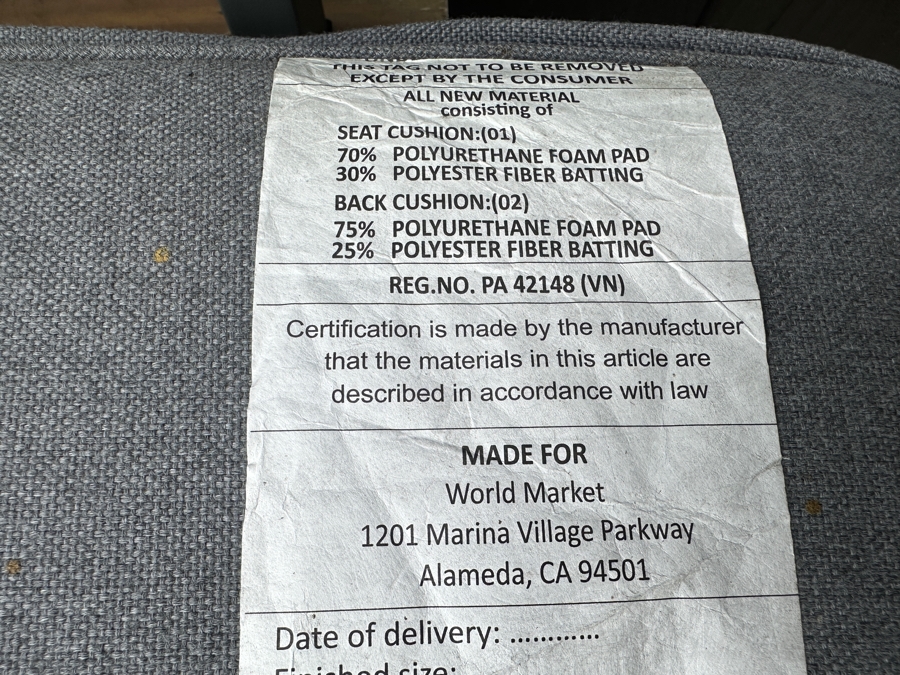 THIS TAG NOT TO BE REMOVED
EXCEPT BY THE CONSUMER
ALL NEW MATERIAL
consisting of
SEAT CUSHION:(01)
70% POLYURETHANE FOAM PAD
30% POLYESTER FIBER BATTING
BACK CUSHION:(02)
75% POLYURETHANE FOAM PAD
25% POLYESTER FIBER BATTING
REG.NO. PA 42148 (VN)
Certification is made by the manufacturer
that the materials in this article are
described in accordance with law
MADE FOR
World Market
1201 Marina Village Parkway
Alameda, CA 94501
Date of delivery: ............
Finished size: